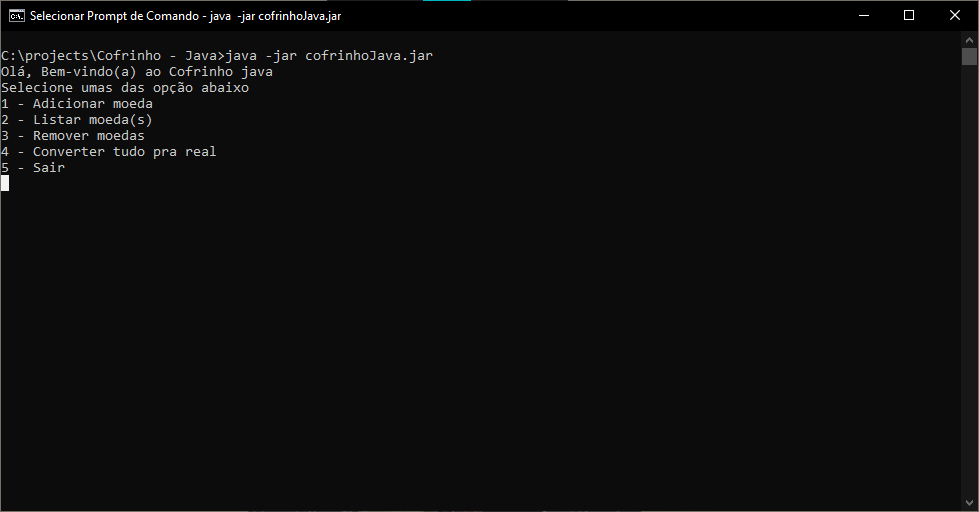 Selecionar Prompt de Comando - java  -jar cofrinhoJava.jar
C:\projects\Cofrinho - Java>java -jar cofrinhoJava.jar
Olá, Bem-vindo(a) ao Cofrinho java
Selecione umas das opção abaixo
1 - Adicionar moeda
2 - Listar moeda(s)
3 - Remover moedas
4 - Converter tudo pra real
5 - Sair